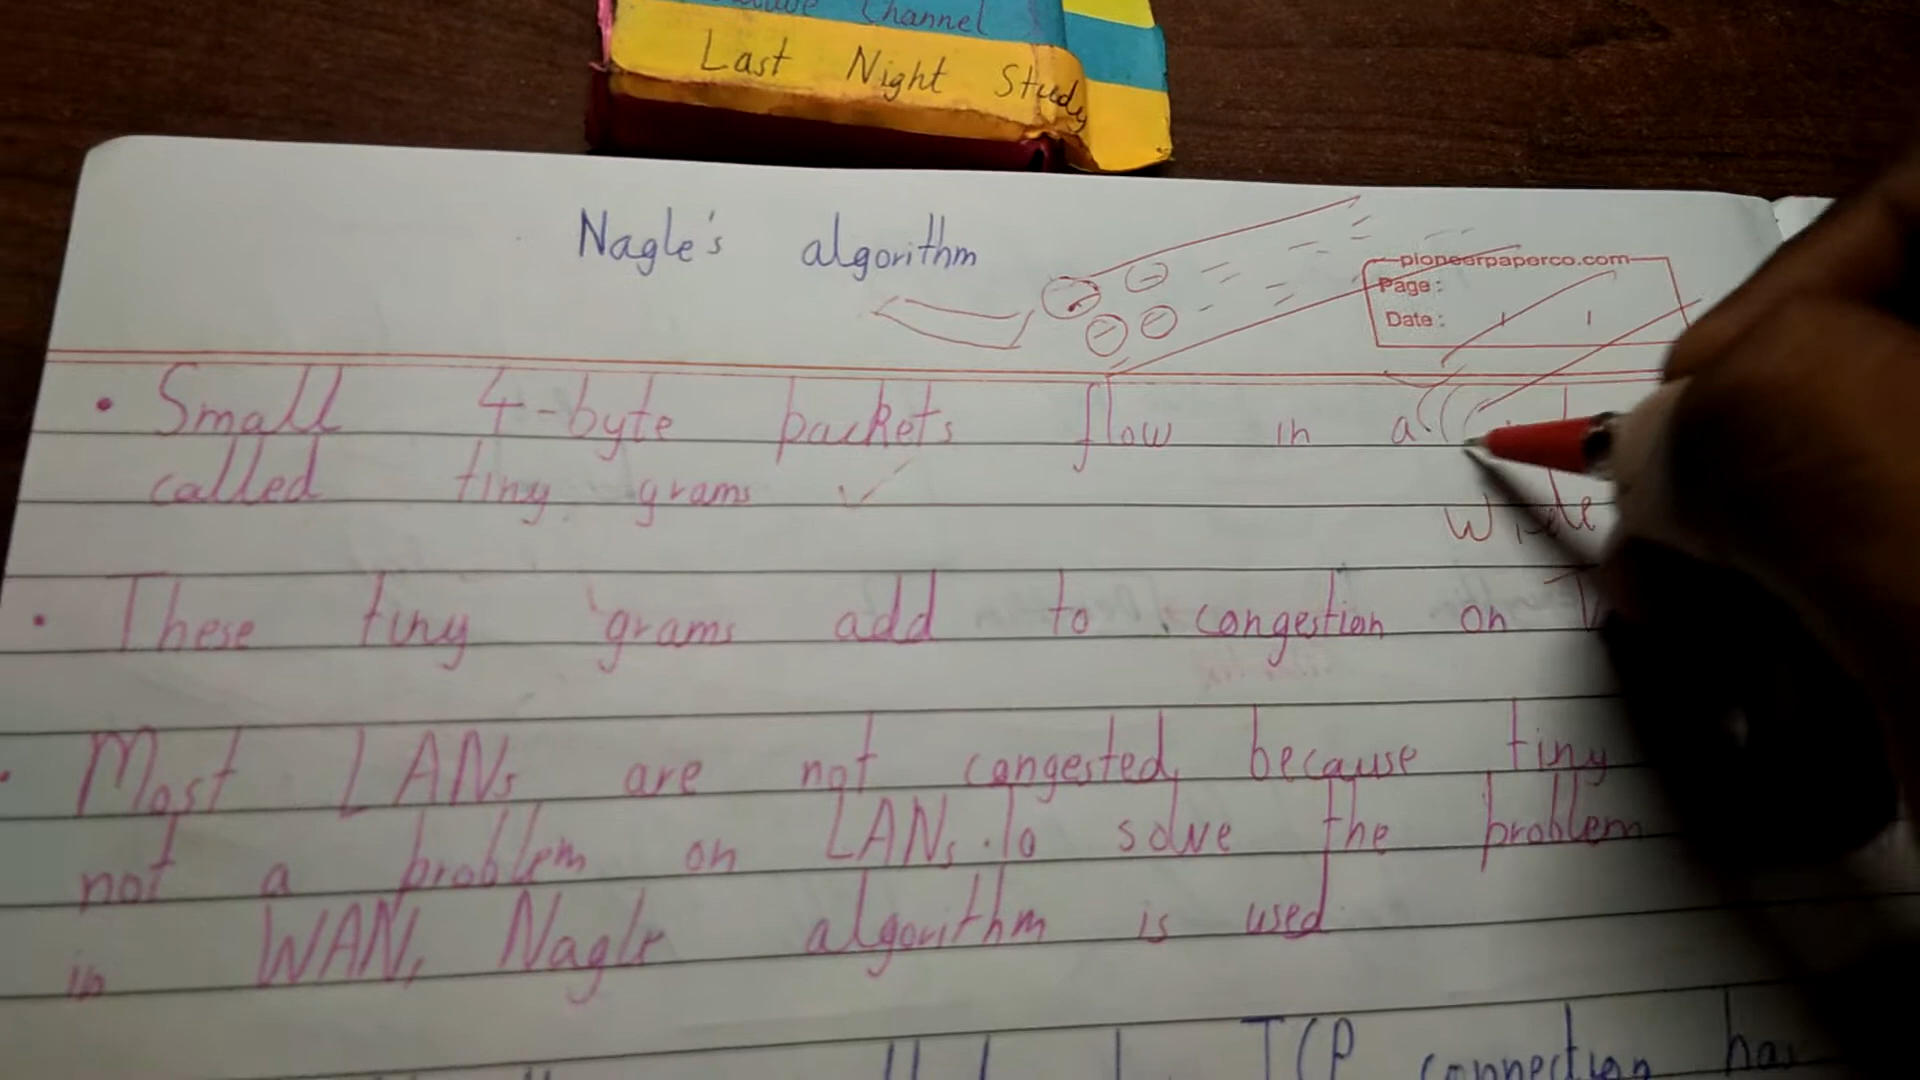 Channel
Last Night Study
Nagle's algorithm
pioneerpaperco.com
Page :
Date :
• Small 4-byte packets flow in a
called tiny grams
• These tiny grams add to congestion on
• Most LANs are not congested, because tiny
not a problem on LANs. To solve the problem
in WAN, Nagle algorithm is used
TCP connection has